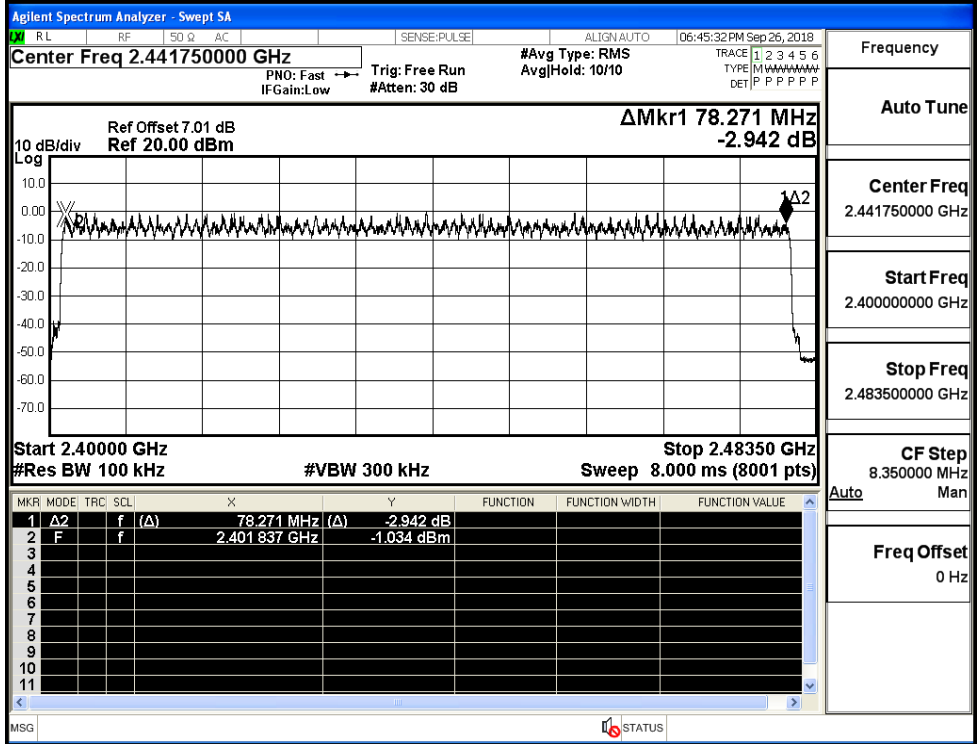 Agilent Spectrum Analyzer - Swept SA
LXI RL RF 50 Ω AC SENSE:PULSE ALIGNAUTO 06:45:32 PM Sep 26, 2018
Center Freq 2.441750000 GHz
PNO: Fast
IFGain:Low
Trig: Free Run
#Atten: 30 dB
#Avg Type: RMS
Avg|Hold: 10/10
TRACE 1 2 3 4 5 6
TYPE M WWWWW
DET P P P P P P
Ref Offset 7.01 dB
10 dB/div Ref 20.00 dBm
Log
ΔMkr1 78.271 MHz
-2.942 dB
10.0
0.00
-10.0
-20.0
-30.0
-40.0
-50.0
-60.0
-70.0
1Δ2
Start 2.40000 GHz Stop 2.48350 GHz
#Res BW 100 kHz #VBW 300 kHz Sweep 8.000 ms (8001 pts)
MKR MODE TRC SCL X Y FUNCTION FUNCTION WIDTH FUNCTION VALUE
1 Δ2 f (Δ) 78.271 MHz (Δ) -2.942 dB
2 F f 2.401 837 GHz -1.034 dBm
3
4
5
6
7
8
9
10
11
MSG STATUS
Frequency
Auto Tune
Center Freq
2.441750000 GHz
Start Freq
2.400000000 GHz
Stop Freq
2.483500000 GHz
CF Step
8.350000 MHz
Auto Man
Freq Offset
0 Hz